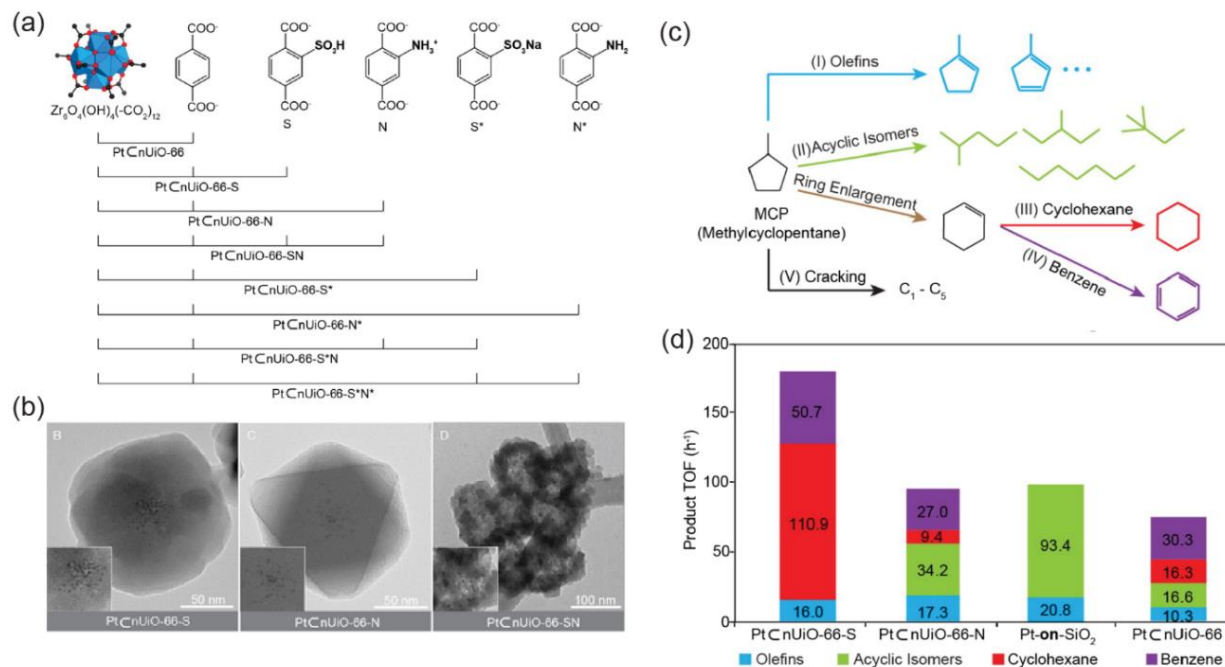 (a)
COO⁻ COO⁻ COO⁻ COO⁻ COO⁻
SO₃H NH₃⁺ SO₃Na NH₂
COO⁻ COO⁻ COO⁻ COO⁻ COO⁻
Zr₆O₄(OH)₄(-CO₂)₁₂
S N S* N*
Pt⊂nUiO-66
Pt⊂nUiO-66-S
Pt⊂nUiO-66-N
Pt⊂nUiO-66-SN
Pt⊂nUiO-66-S*
Pt⊂nUiO-66-N*
Pt⊂nUiO-66-S*N
Pt⊂nUiO-66-S*N*
(b)
B C D
50 nm 50 nm 100 nm
Pt⊂nUiO-66-S Pt⊂nUiO-66-N Pt⊂nUiO-66-SN
(c)
(I) Olefins
•••
(II)Acyclic Isomers
Ring Enlargement
MCP
(Methylcyclopentane)
(III) Cyclohexane
(IV) Benzene
(V) Cracking
C₁ - C₅
(d)
Product TOF (h⁻¹)
200
150
100
50
0
50.7
110.9
16.0
27.0
9.4
34.2
17.3
93.4
20.8
30.3
16.3
16.6
10.3
Pt⊂nUiO-66-S Pt⊂nUiO-66-N Pt-on-SiO₂ Pt⊂nUiO-66
Olefins Acyclic Isomers Cyclohexane Benzene